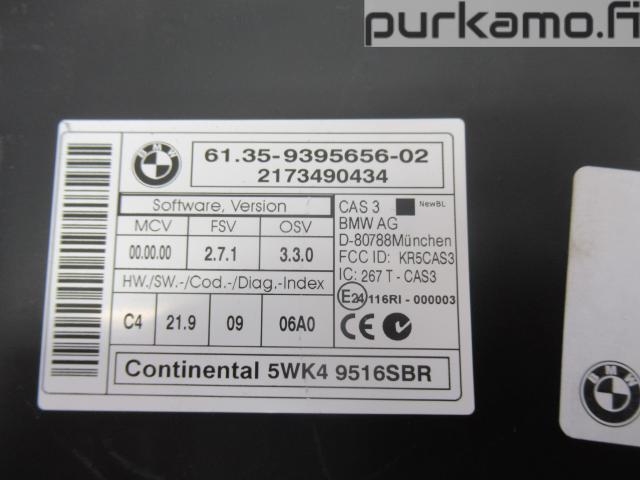 purkamo.fi
BMW
61.35-9395656-02
2173490434
Software, Version
MCV FSV OSV
00.00.00 2.7.1 3.3.0
HW./SW.-/Cod.-/Diag.-Index
C4 21.9 09 06A0
CAS 3 NewBL
BMW AG
D-80788München
FCC ID: KR5CAS3
IC: 267 T - CAS3
E24 116RI - 000003
CE
Continental 5WK4 9516SBR
BMW